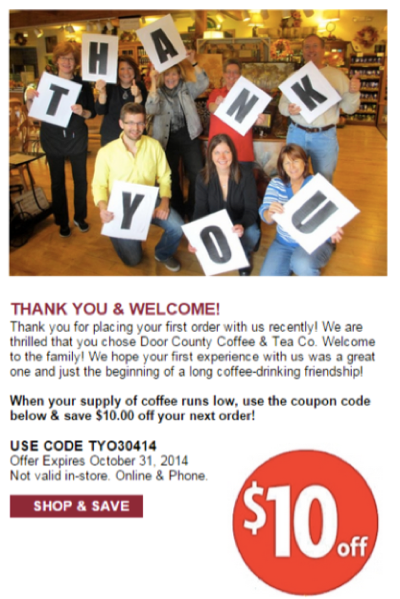 THANK
YOU
THANK YOU & WELCOME!
Thank you for placing your first order with us recently! We are
thrilled that you chose Door County Coffee & Tea Co. Welcome
to the family! We hope your first experience with us was a great
one and just the beginning of a long coffee-drinking friendship!
When your supply of coffee runs low, use the coupon code
below & save $10.00 off your next order!
USE CODE TYO30414
Offer Expires October 31, 2014
Not valid in-store. Online & Phone.
SHOP & SAVE
$10 off